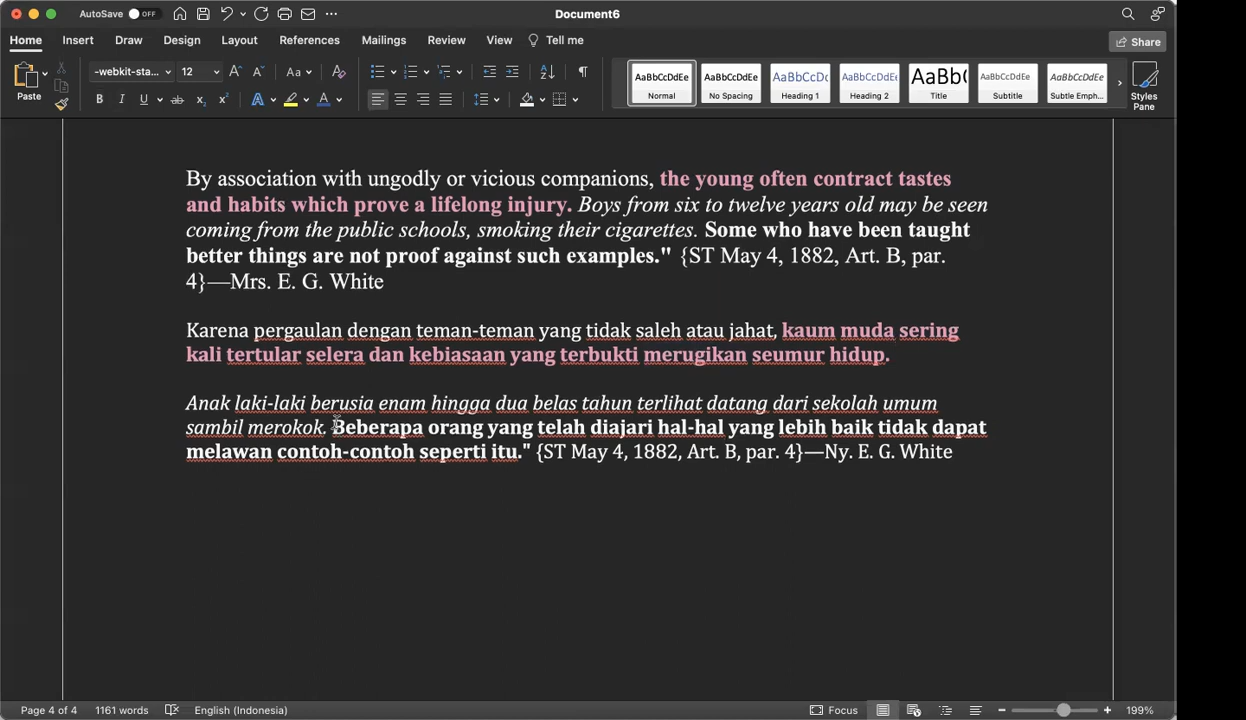 AutoSave OFF Document6
Home Insert Draw Design Layout References Mailings Review View Tell me Share
Paste -webkit-sta... 12 Aa AaBbCcDdEe AaBbCcDdEe AaBbCcDc AaBbCcDdEe AaBb( AaBbCcDdEe AaBbCcDdEe
Normal No Spacing Heading 1 Heading 2 Title Subtitle Subtle Emph... Styles Pane
By association with ungodly or vicious companions, the young often contract tastes
and habits which prove a lifelong injury. Boys from six to twelve years old may be seen
coming from the public schools, smoking their cigarettes. Some who have been taught
better things are not proof against such examples." {ST May 4, 1882, Art. B, par.
4}—Mrs. E. G. White
Karena pergaulan dengan teman-teman yang tidak saleh atau jahat, kaum muda sering
kali tertular selera dan kebiasaan yang terbukti merugikan seumur hidup.
Anak laki-laki berusia enam hingga dua belas tahun terlihat datang dari sekolah umum
sambil merokok. Beberapa orang yang telah diajari hal-hal yang lebih baik tidak dapat
melawan contoh-contoh seperti itu." {ST May 4, 1882, Art. B, par. 4}—Ny. E. G. White
Page 4 of 4 1161 words English (Indonesia) Focus 199%